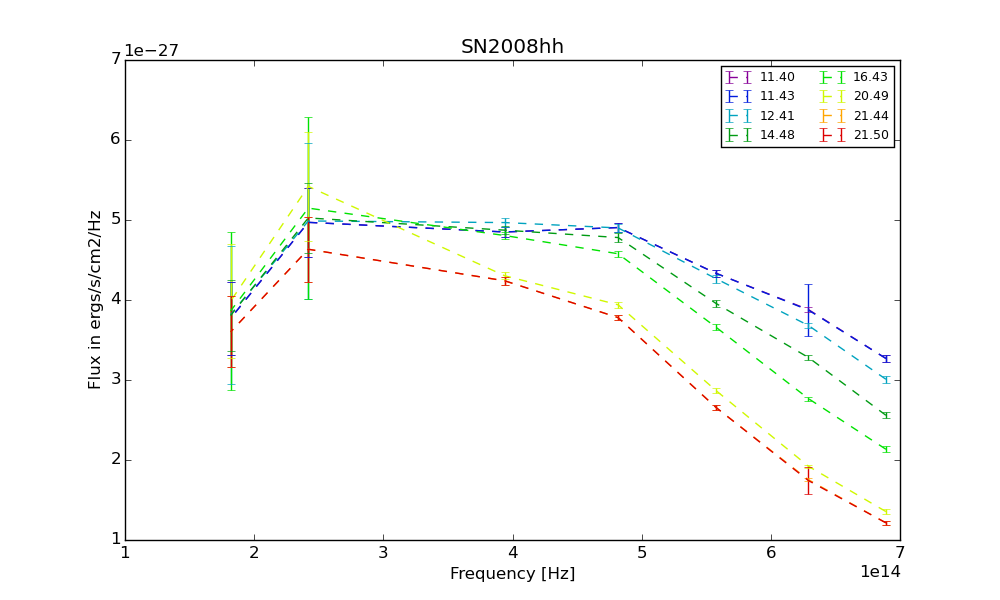 SN2008hh
1e−27
7
6
5
4
3
2
1
Flux in ergs/s/cm2/Hz
11.40 16.43
11.43 20.49
12.41 21.44
14.48 21.50
1 2 3 4 5 6 7
Frequency [Hz]
1e14